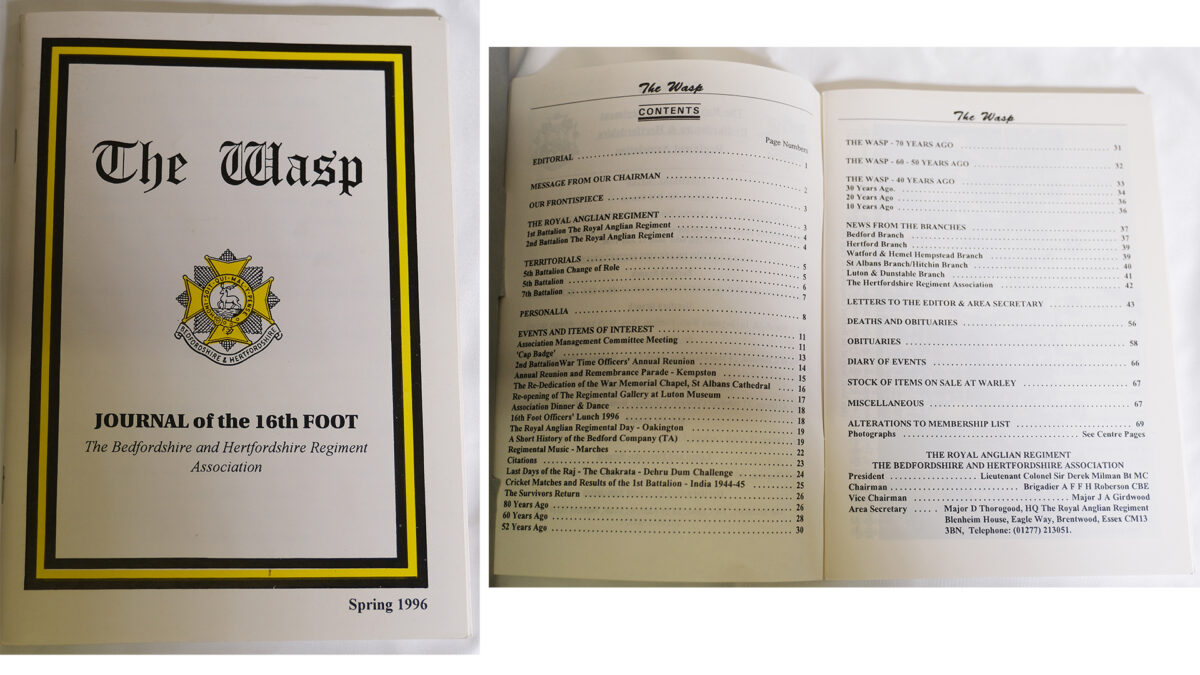 The Wasp
HONI·SOIT·QUI·MAL·Y·PENSE
BEDFORDSHIRE & HERTFORDSHIRE
JOURNAL of the 16th FOOT
The Bedfordshire and Hertfordshire Regiment
Association
Spring 1996
The Wasp
CONTENTS
Page Numbers
EDITORIAL 1
MESSAGE FROM OUR CHAIRMAN 2
OUR FRONTISPIECE 3
THE ROYAL ANGLIAN REGIMENT 3
1st Battalion The Royal Anglian Regiment 4
2nd Battalion The Royal Anglian Regiment 4
TERRITORIALS 5
5th Battalion Change of Role 5
5th Battalion 6
7th Battalion 7
PERSONALIA 8
EVENTS AND ITEMS OF INTEREST 11
Association Management Committee Meeting 11
'Cap Badge' 13
2nd BattalionWar Time Officers' Annual Reunion 14
Annual Reunion and Remembrance Parade - Kempston 15
The Re-Dedication of the War Memorial Chapel, St Albans Cathedral 16
Re-opening of The Regimental Gallery at Luton Museum 17
Association Dinner & Dance 18
16th Foot Officers' Lunch 1996 18
The Royal Anglian Regimental Day - Oakington 19
A Short History of the Bedford Company (TA) 19
Regimental Music - Marches 22
Citations 23
Last Days of the Raj - The Chakrata - Dehru Dum Challenge 24
Cricket Matches and Results of the 1st Battalion - India 1944-45 25
The Survivors Return 26
80 Years Ago 26
60 Years Ago 28
52 Years Ago 30
The Wasp
THE WASP - 70 YEARS AGO 31
THE WASP - 60 - 50 YEARS AGO 32
THE WASP - 40 YEARS AGO 33
30 Years Ago. 34
20 Years Ago 36
10 Years Ago 36
NEWS FROM THE BRANCHES 37
Bedford Branch 37
Hertford Branch 39
Watford & Hemel Hempstead Branch 39
St Albans Branch/Hitchin Branch 40
Luton & Dunstable Branch 41
The Hertfordshire Regiment Association 42
LETTERS TO THE EDITOR & AREA SECRETARY 43
DEATHS AND OBITUARIES 56
OBITUARIES 58
DIARY OF EVENTS 66
STOCK OF ITEMS ON SALE AT WARLEY 67
MISCELLANEOUS 67
ALTERATIONS TO MEMBERSHIP LIST 69
Photographs See Centre Pages
THE ROYAL ANGLIAN REGIMENT
THE BEDFORDSHIRE AND HERTFORDSHIRE ASSOCIATION
President Lieutenant Colonel Sir Derek Milman Bt MC
Chairman Brigadier A F F H Roberson CBE
Vice Chairman Major J A Girdwood
Area Secretary Major D Thorogood, HQ The Royal Anglian Regiment
Blenheim House, Eagle Way, Brentwood, Essex CM13
3BN, Telephone: (01277) 213051.